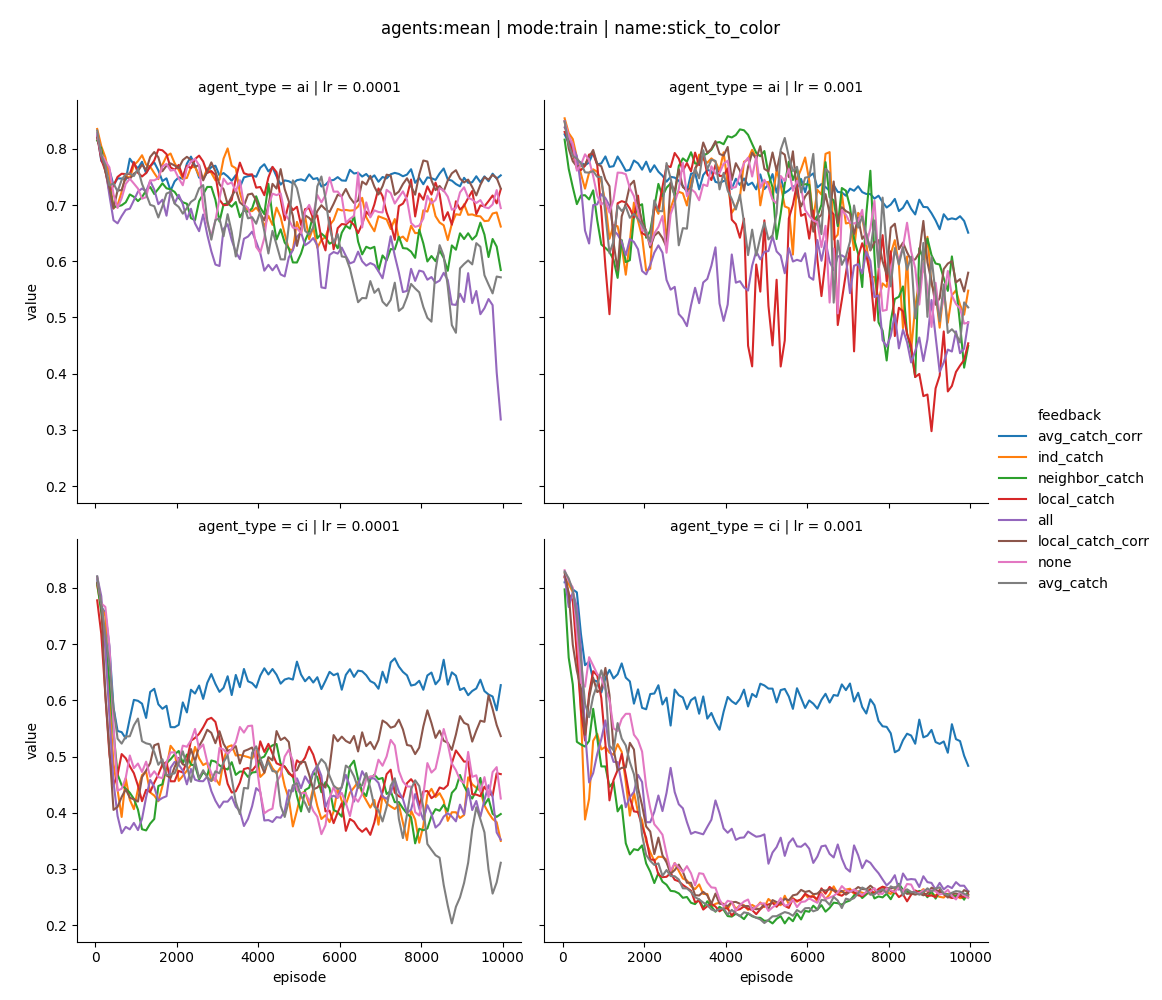 agents:mean | mode:train | name:stick_to_color
agent_type = ai | lr = 0.0001
agent_type = ai | lr = 0.001
value
0.8
0.7
0.6
0.5
0.4
0.3
0.2
feedback
avg_catch_corr
ind_catch
neighbor_catch
local_catch
all
local_catch_corr
none
avg_catch
agent_type = ci | lr = 0.0001
agent_type = ci | lr = 0.001
value
0.8
0.7
0.6
0.5
0.4
0.3
0.2
0 2000 4000 6000 8000 10000
0 2000 4000 6000 8000 10000
episode
episode